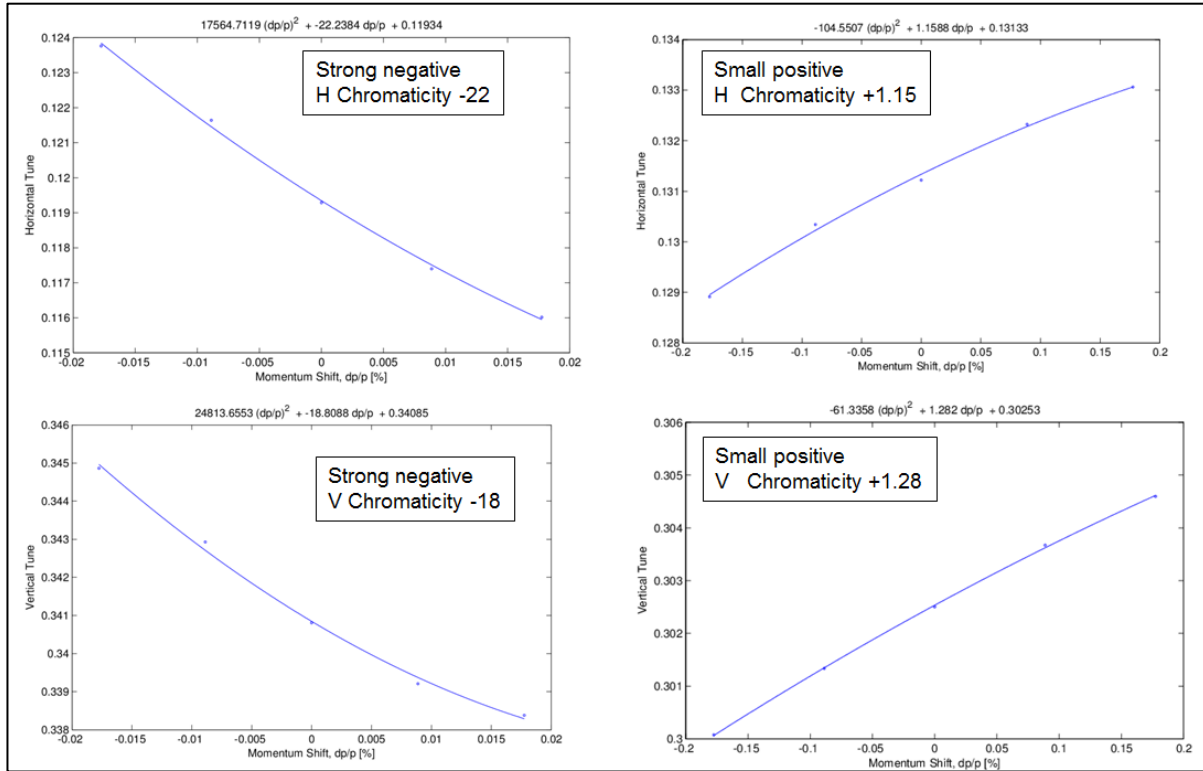 17564.7119 (dp/p)² + -22.2384 dp/p + 0.11934
0.124
0.123
0.122
0.121
0.12
0.119
0.118
0.117
0.116
0.115
Horizontal Tune
Strong negative
H Chromaticity -22
-0.02 -0.015 -0.01 -0.005 0 0.005 0.01 0.015 0.02
Momentum Shift, dp/p [%]
-104.5507 (dp/p)² + 1.1588 dp/p + 0.13133
0.134
0.133
0.132
0.131
0.13
0.129
0.128
Horizontal Tune
Small positive
H Chromaticity +1.15
-0.2 -0.15 -0.1 -0.05 0 0.05 0.1 0.15 0.2
Momentum Shift, dp/p [%]
24813.6553 (dp/p)² + -18.8088 dp/p + 0.34085
0.346
0.345
0.344
0.343
0.342
0.341
0.34
0.339
0.338
Vertical Tune
Strong negative
V Chromaticity -18
-0.02 -0.015 -0.01 -0.005 0 0.005 0.01 0.015 0.02
Momentum Shift, dp/p [%]
-61.3358 (dp/p)² + 1.282 dp/p + 0.30253
0.306
0.305
0.304
0.303
0.302
0.301
0.3
Vertical Tune
Small positive
V Chromaticity +1.28
-0.2 -0.15 -0.1 -0.05 0 0.05 0.1 0.15 0.2
Momentum Shift, dp/p [%]